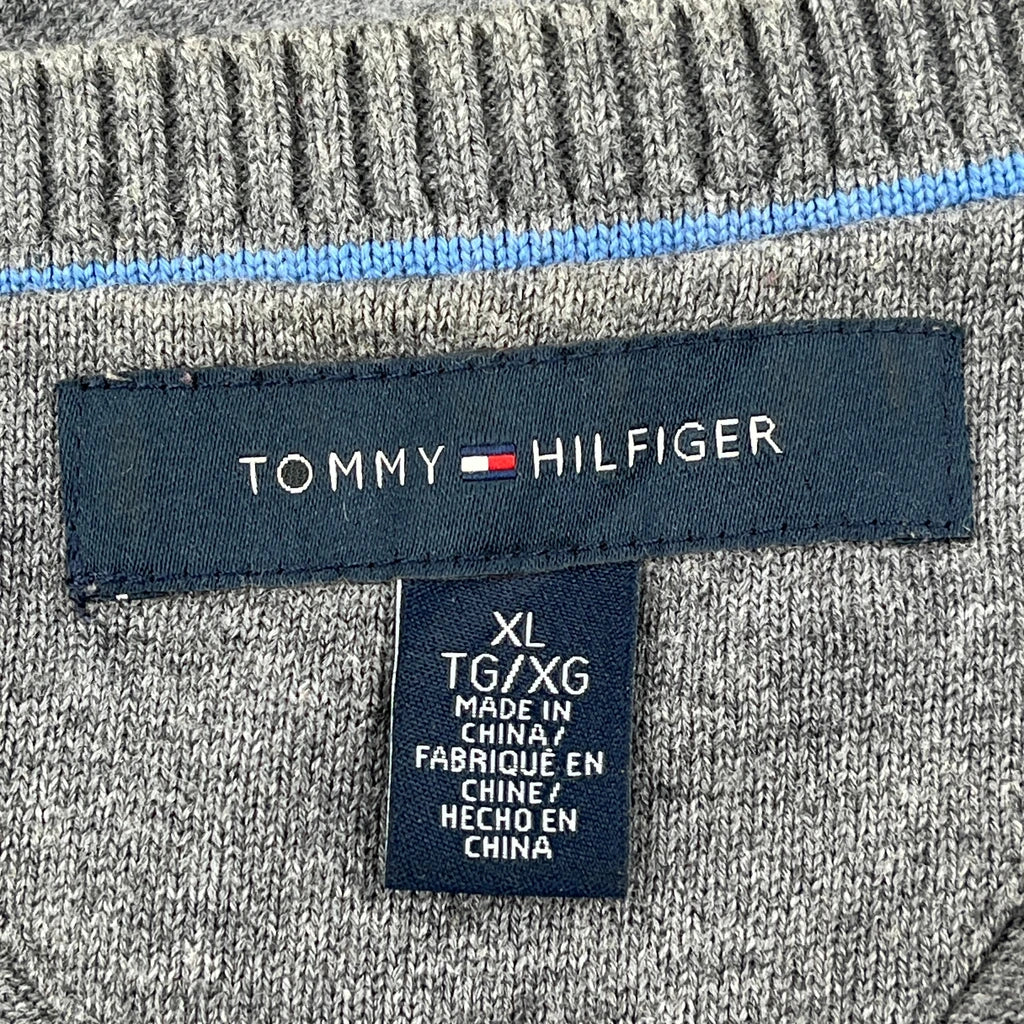 TOMMY HILFIGER
XL
TG/XG
MADE IN
CHINA/
FABRIQUÉ EN
CHINE/
HECHO EN
CHINA